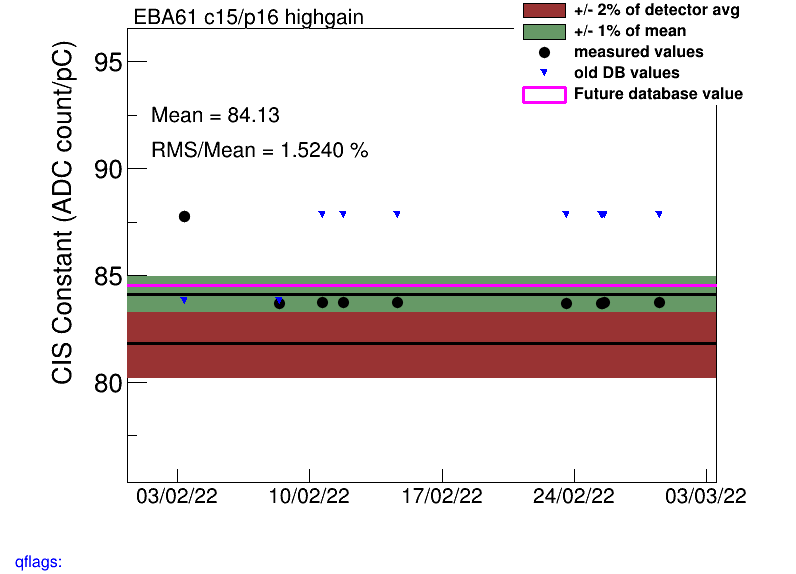 EBA61 c15/p16 highgain
+/- 2% of detector avg
+/- 1% of mean
measured values
old DB values
Future database value
CIS Constant (ADC count/pC)
95
90
85
80
Mean = 84.13
RMS/Mean = 1.5240 %
03/02/22 10/02/22 17/02/22 24/02/22 03/03/22
qflags: